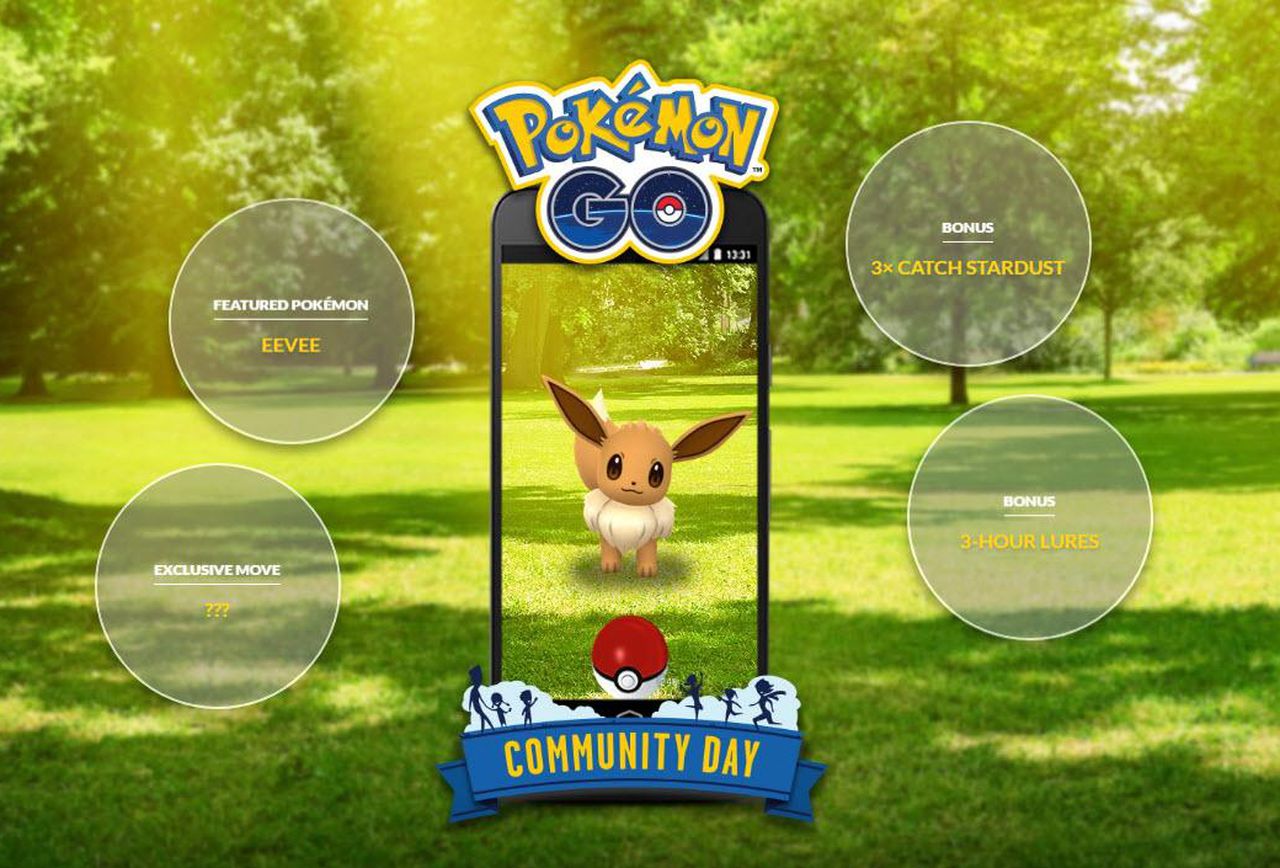 POKÉMON
™
GO
13:31
FEATURED POKÉMON
EEVEE
EXCLUSIVE MOVE
???
BONUS
3× CATCH STARDUST
BONUS
3-HOUR LURES
COMMUNITY DAY